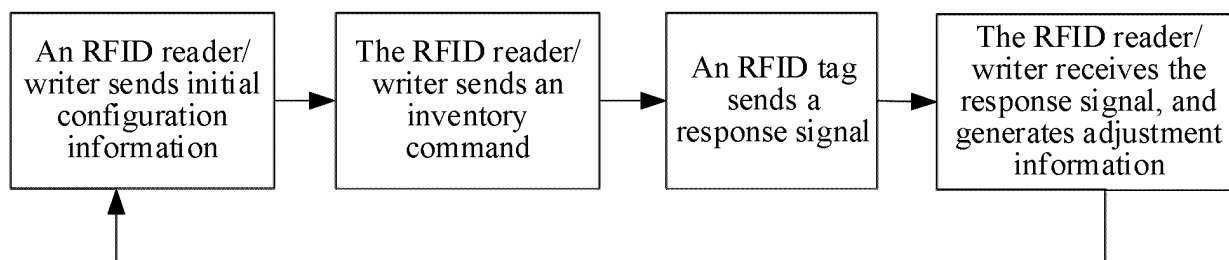 An RFID reader/
writer sends initial
configuration
information
The RFID reader/
writer sends an
inventory
command
An RFID tag
sends a
response signal
The RFID reader/
writer receives the
response signal, and
generates adjustment
information